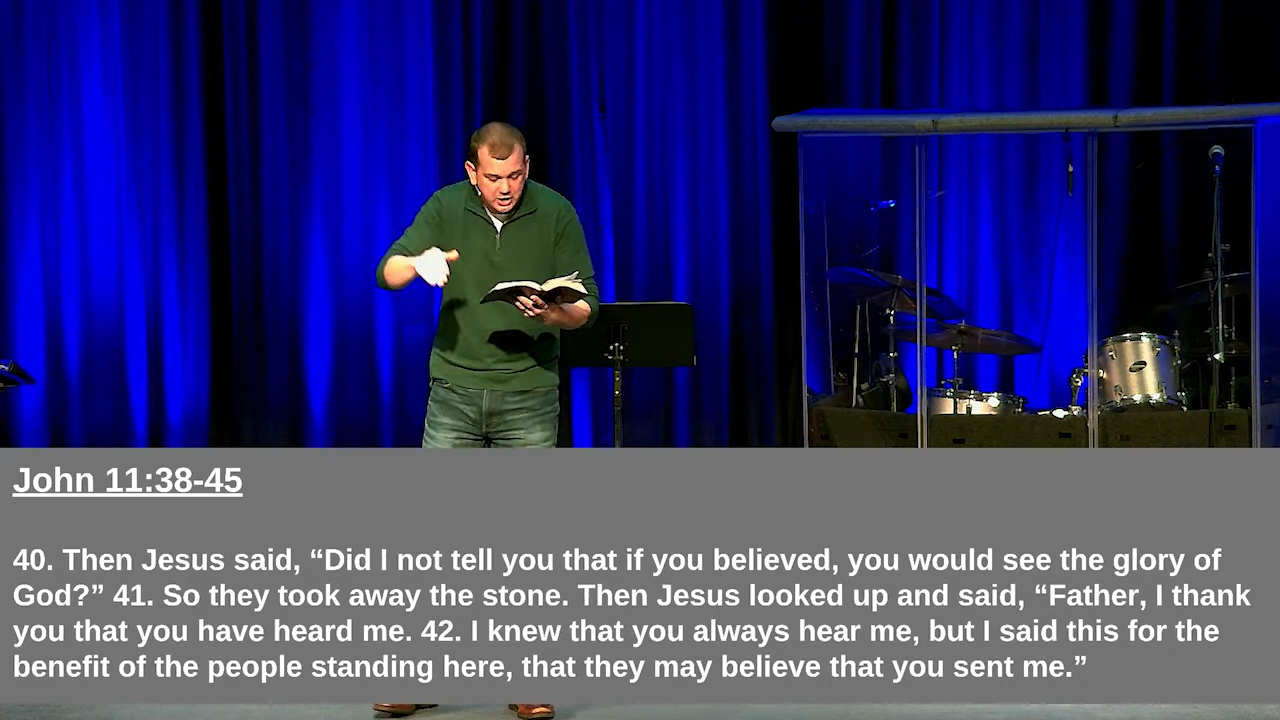 John 11:38-45
40. Then Jesus said, “Did I not tell you that if you believed, you would see the glory of
God?” 41. So they took away the stone. Then Jesus looked up and said, “Father, I thank
you that you have heard me. 42. I knew that you always hear me, but I said this for the
benefit of the people standing here, that they may believe that you sent me.”